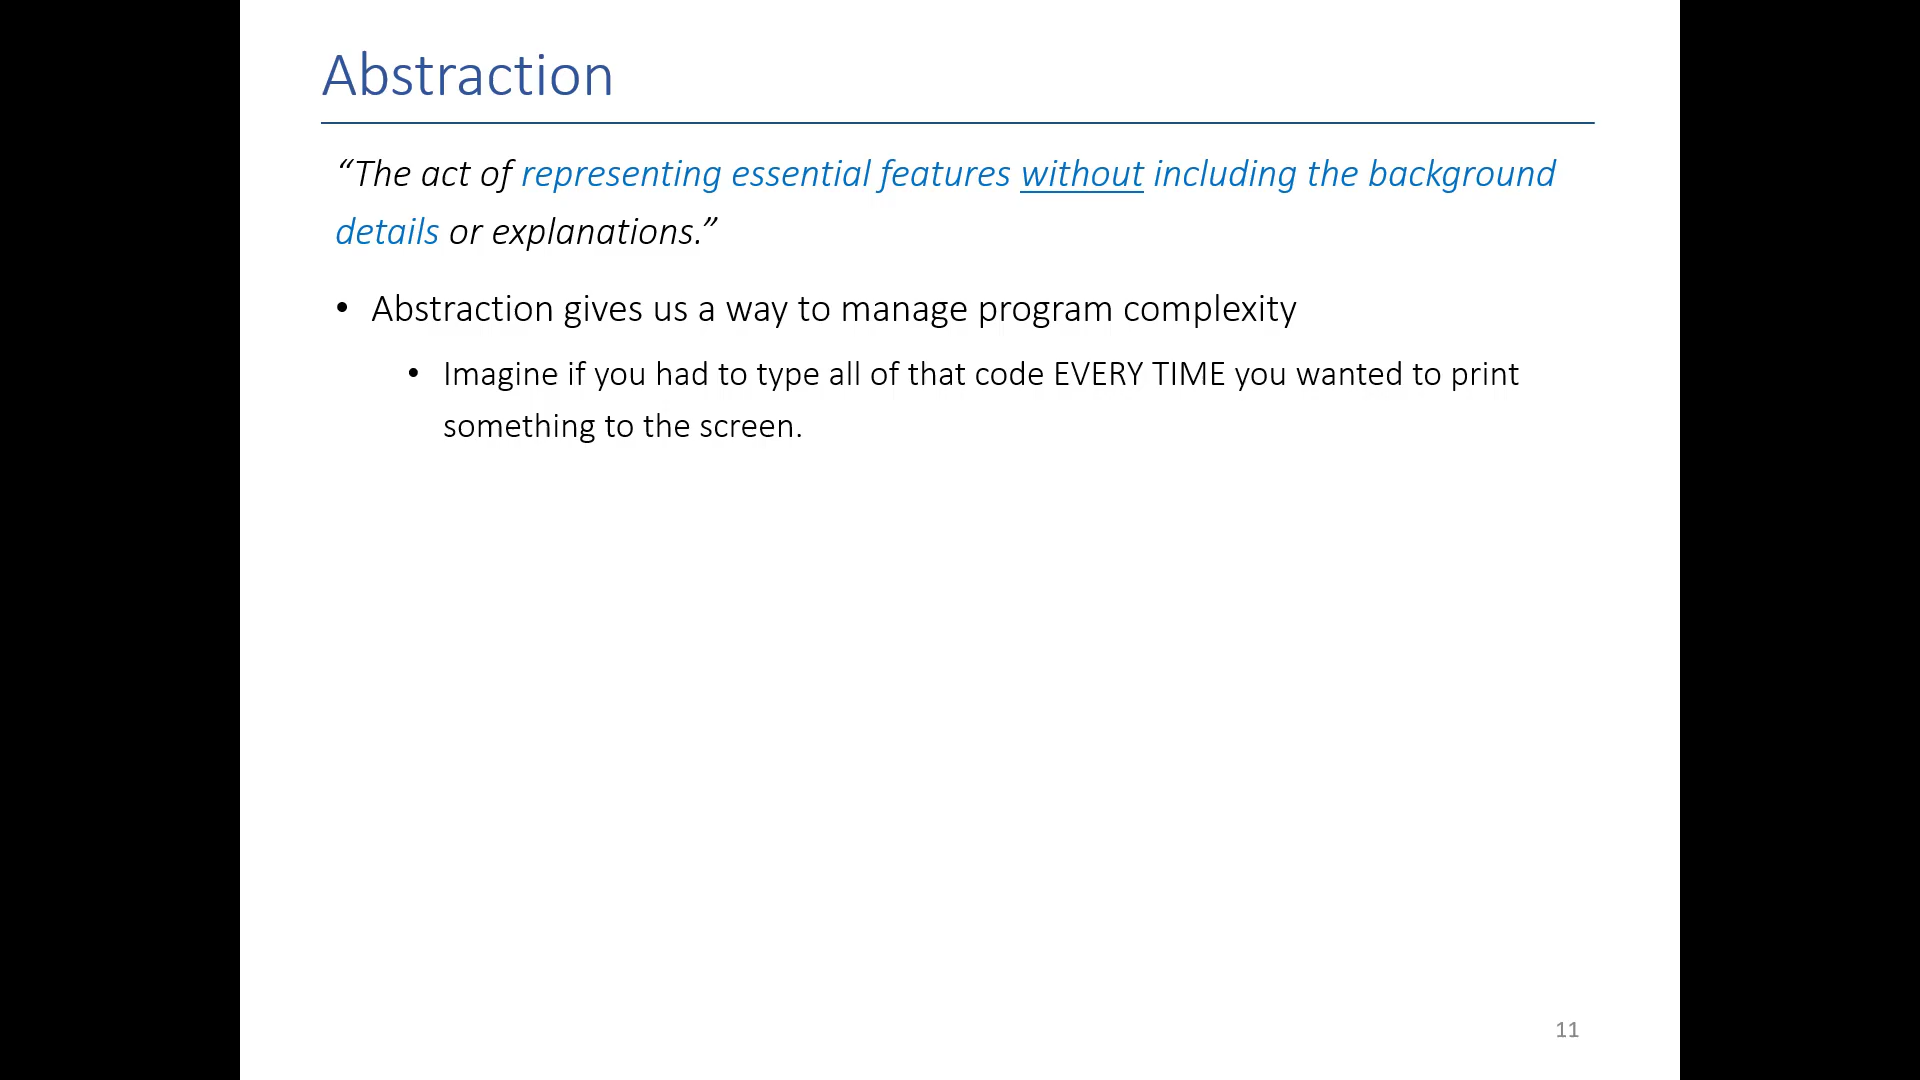 Abstraction
“The act of representing essential features without including the background
details or explanations.”
• Abstraction gives us a way to manage program complexity
• Imagine if you had to type all of that code EVERY TIME you wanted to print
something to the screen.
11